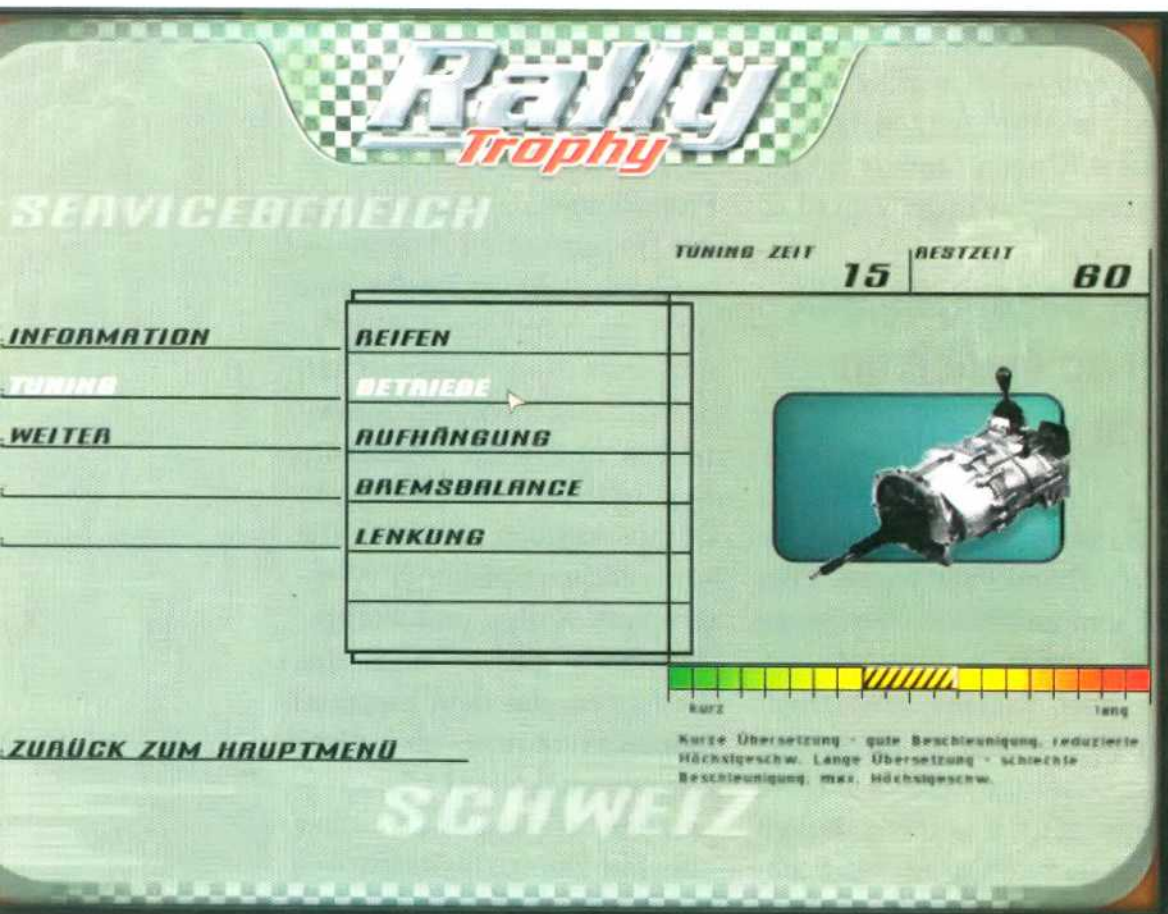 Rally
Trophy
SERVICEBEREICH
TUNING ZEIT 15 RESTZEIT 60
INFORMATION
TUNING
WEITER
REIFEN
GETRIEBE
AUFHÄNGUNG
BREMSBALANCE
LENKUNG
kurz lang
Kurze Übersetzung - gute Beschleunigung, reduzierte
Höchstgeschw. Lange Übersetzung - schlechte
Beschleunigung, max. Höchstgeschw.
ZURÜCK ZUM HAUPTMENÜ
SCHWEIZ